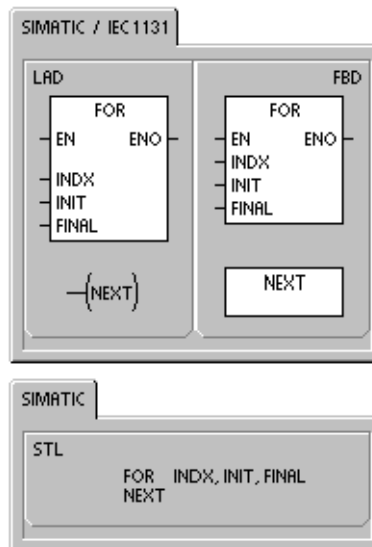 SIMATIC / IEC1131
LAD
FOR
EN ENO
INDX
INIT
FINAL
NEXT
FBD
FOR
EN ENO
INDX
INIT
FINAL
NEXT
SIMATIC
STL
FOR INDX, INIT, FINAL
NEXT